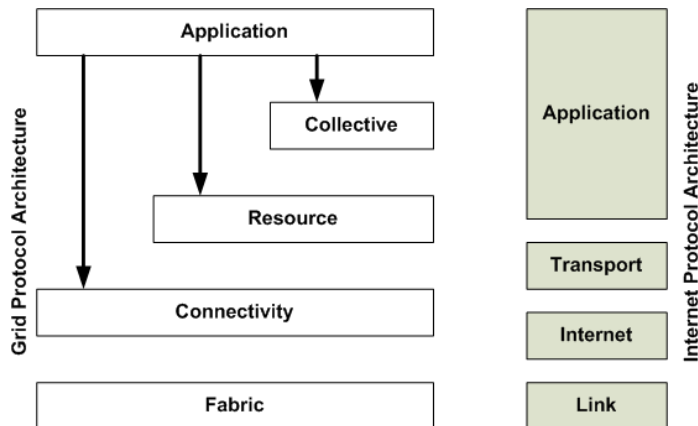 Application
Collective
Resource
Connectivity
Fabric
Grid Protocol Architecture
Application
Transport
Internet
Link
Internet Protocol Architecture